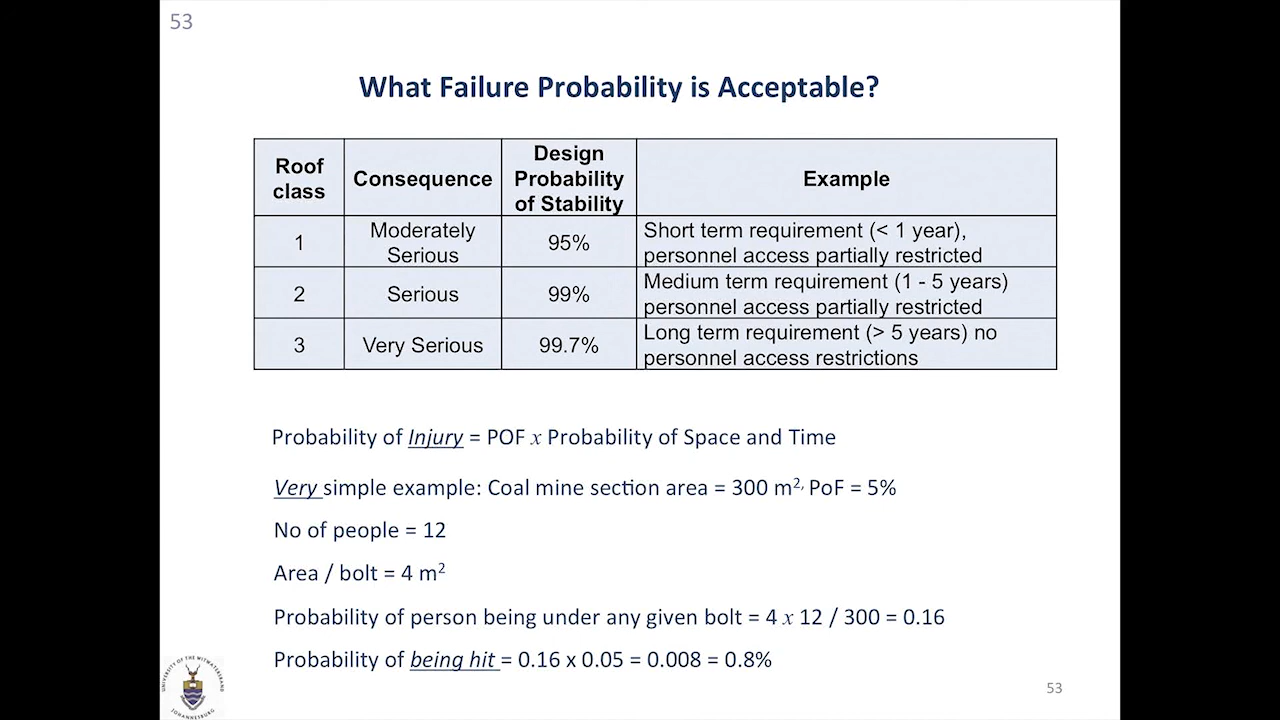 53
What Failure Probability is Acceptable?
Roof class
Consequence
Design Probability of Stability
Example
1
Moderately Serious
95%
Short term requirement (< 1 year),
personnel access partially restricted
2
Serious
99%
Medium term requirement (1 - 5 years)
personnel access partially restricted
3
Very Serious
99.7%
Long term requirement (> 5 years) no
personnel access restrictions
Probability of Injury = POF x Probability of Space and Time
Very simple example: Coal mine section area = 300 m², PoF = 5%
No of people = 12
Area / bolt = 4 m²
Probability of person being under any given bolt = 4 x 12 / 300 = 0.16
Probability of being hit = 0.16 x 0.05 = 0.008 = 0.8%
UNIVERSITY OF THE WITWATERSRAND
JOHANNESBURG
53